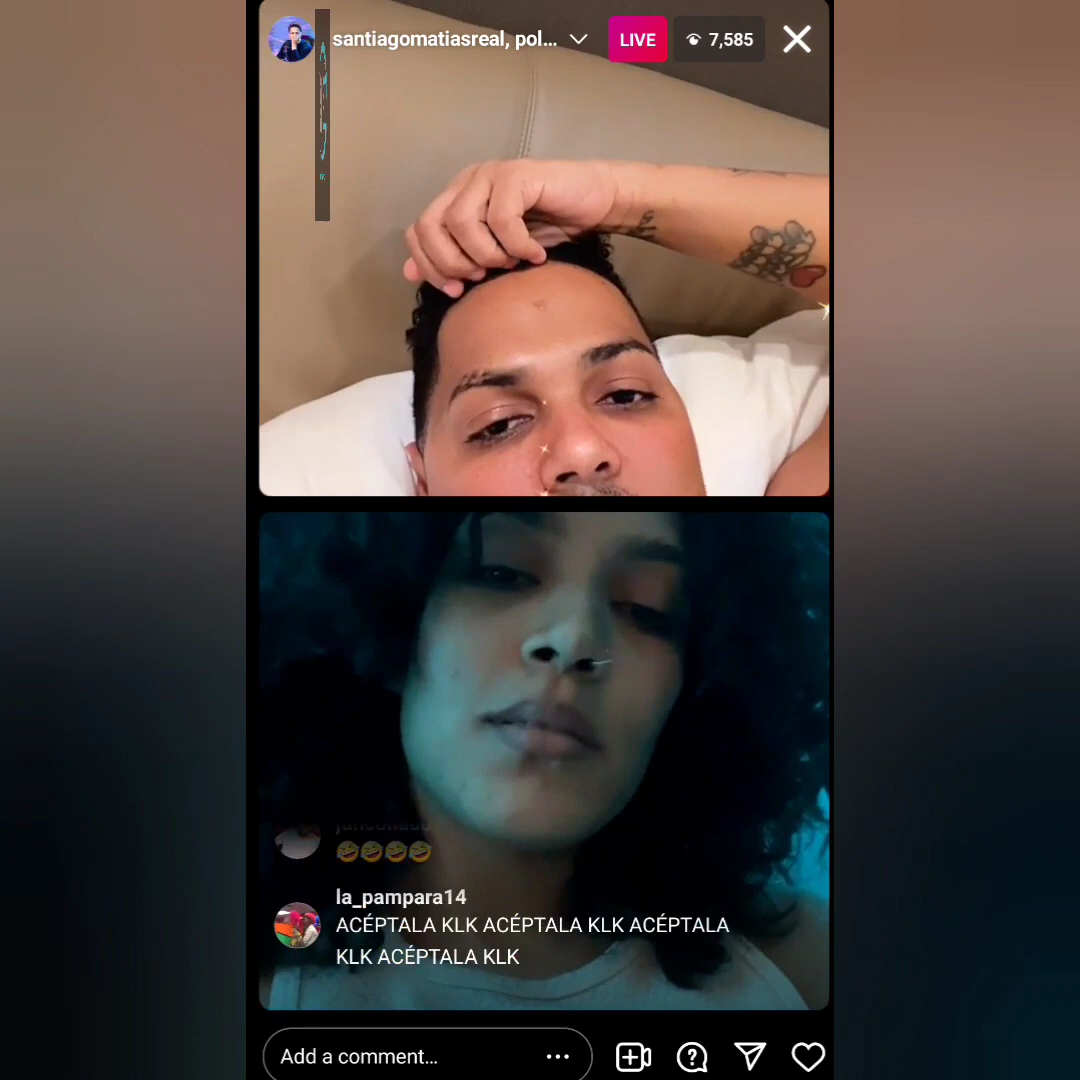 santiagomatiasreal, pol...
LIVE
7,585
🤣🤣🤣🤣
la_pampara14
ACÉPTALA KLK ACÉPTALA KLK ACÉPTALA
KLK ACÉPTALA KLK
Add a comment...